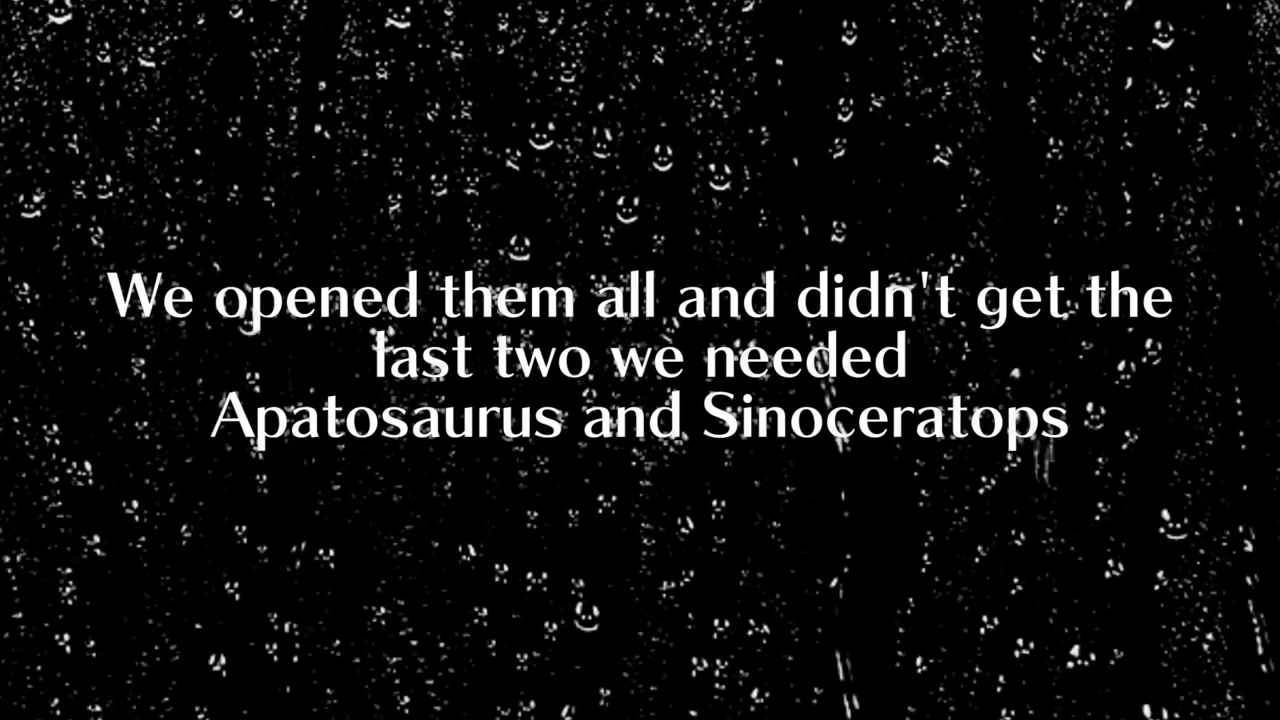 We opened them all and didn't get the
last two we needed
Apatosaurus and Sinoceratops